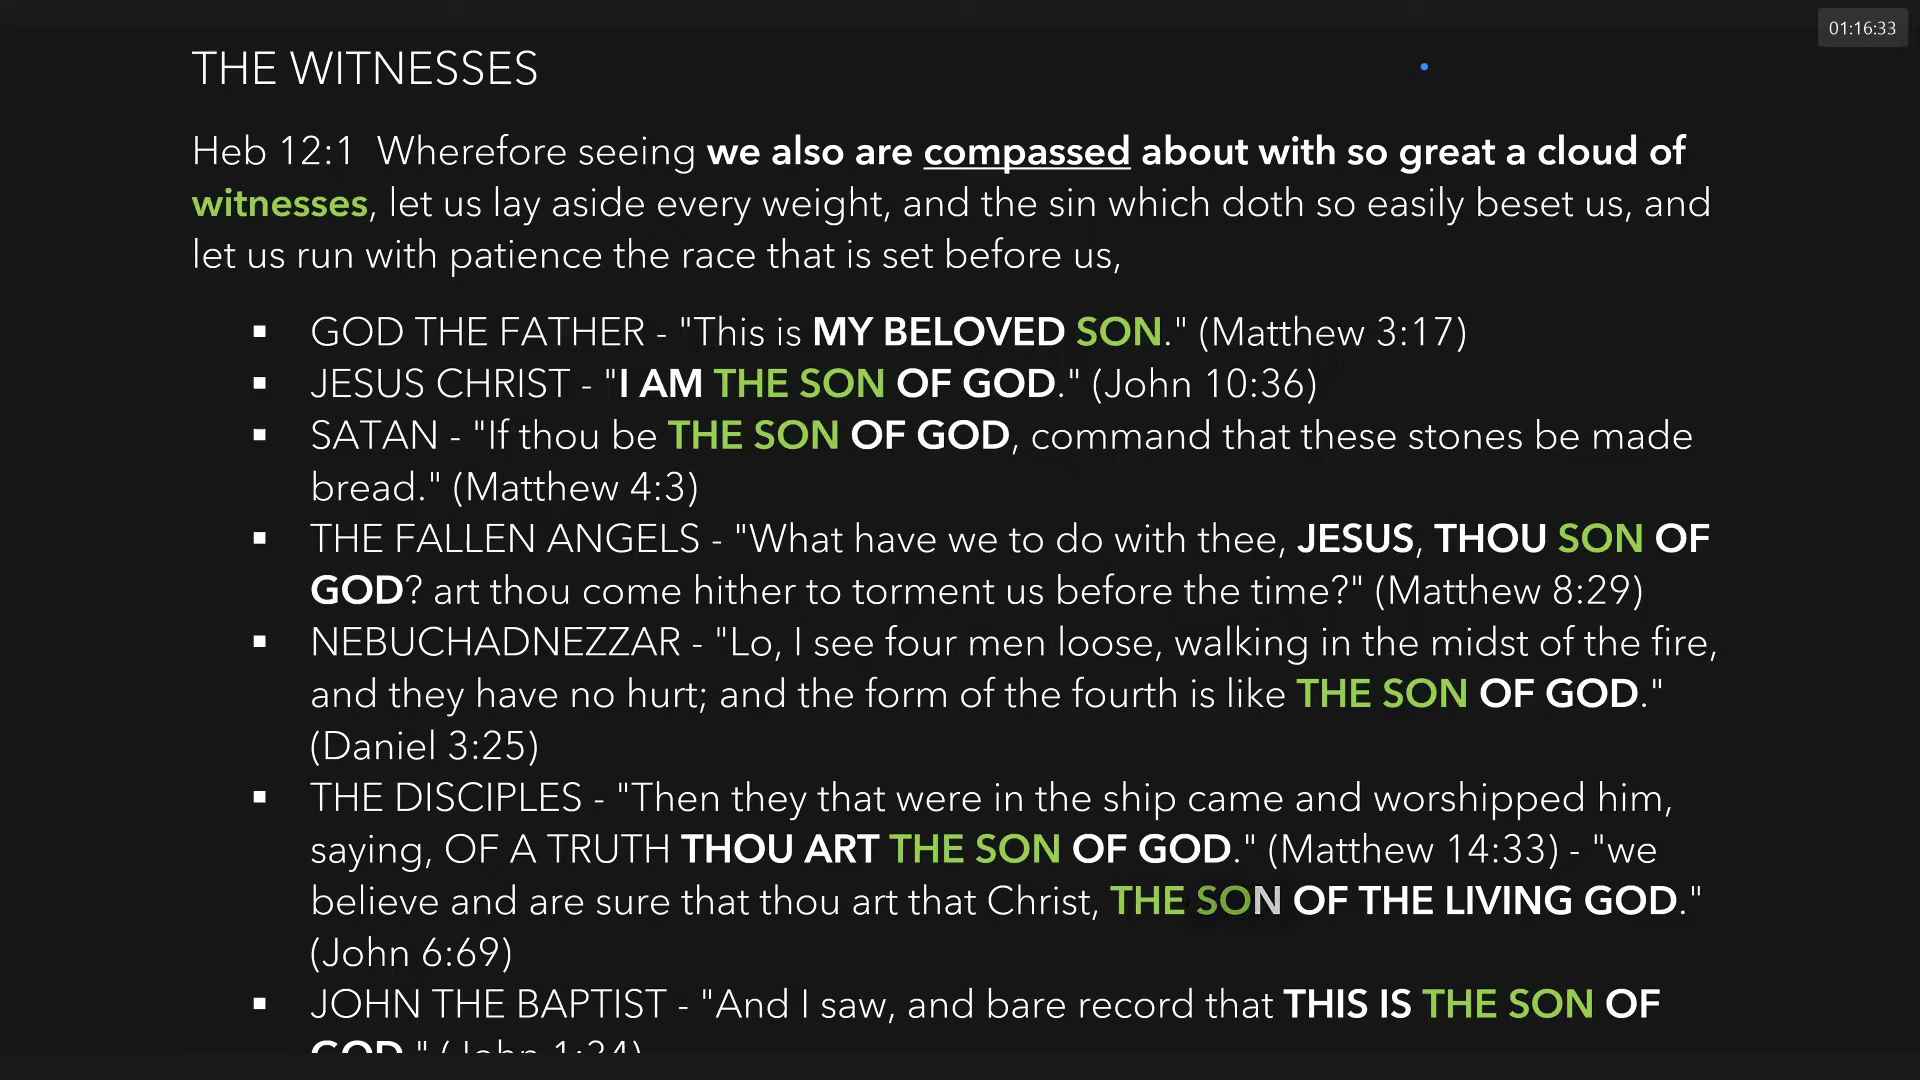 01:16:33
THE WITNESSES
Heb 12:1  Wherefore seeing we also are compassed about with so great a cloud of
witnesses, let us lay aside every weight, and the sin which doth so easily beset us, and
let us run with patience the race that is set before us,
▪ GOD THE FATHER - "This is MY BELOVED SON." (Matthew 3:17)
▪ JESUS CHRIST - "I AM THE SON OF GOD." (John 10:36)
▪ SATAN - "If thou be THE SON OF GOD, command that these stones be made
bread." (Matthew 4:3)
▪ THE FALLEN ANGELS - "What have we to do with thee, JESUS, THOU SON OF
GOD? art thou come hither to torment us before the time?" (Matthew 8:29)
▪ NEBUCHADNEZZAR - "Lo, I see four men loose, walking in the midst of the fire,
and they have no hurt; and the form of the fourth is like THE SON OF GOD."
(Daniel 3:25)
▪ THE DISCIPLES - "Then they that were in the ship came and worshipped him,
saying, OF A TRUTH THOU ART THE SON OF GOD." (Matthew 14:33) - "we
believe and are sure that thou art that Christ, THE SON OF THE LIVING GOD."
(John 6:69)
▪ JOHN THE BAPTIST - "And I saw, and bare record that THIS IS THE SON OF
GOD." (John 1:34)